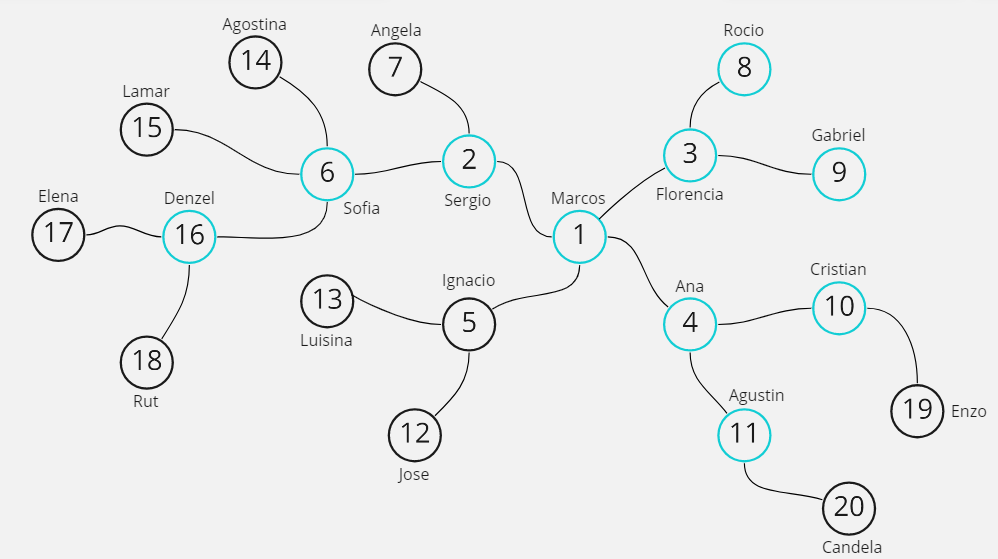 Agostina
14
Angela
7
Rocio
8
Lamar
15
6
Sofia
2
Sergio
3
Florencia
Gabriel
9
Elena
17
Denzel
16
Marcos
1
13
Luisina
Ignacio
5
Ana
4
Cristian
10
18
Rut
12
Jose
Agustin
11
19 Enzo
20
Candela